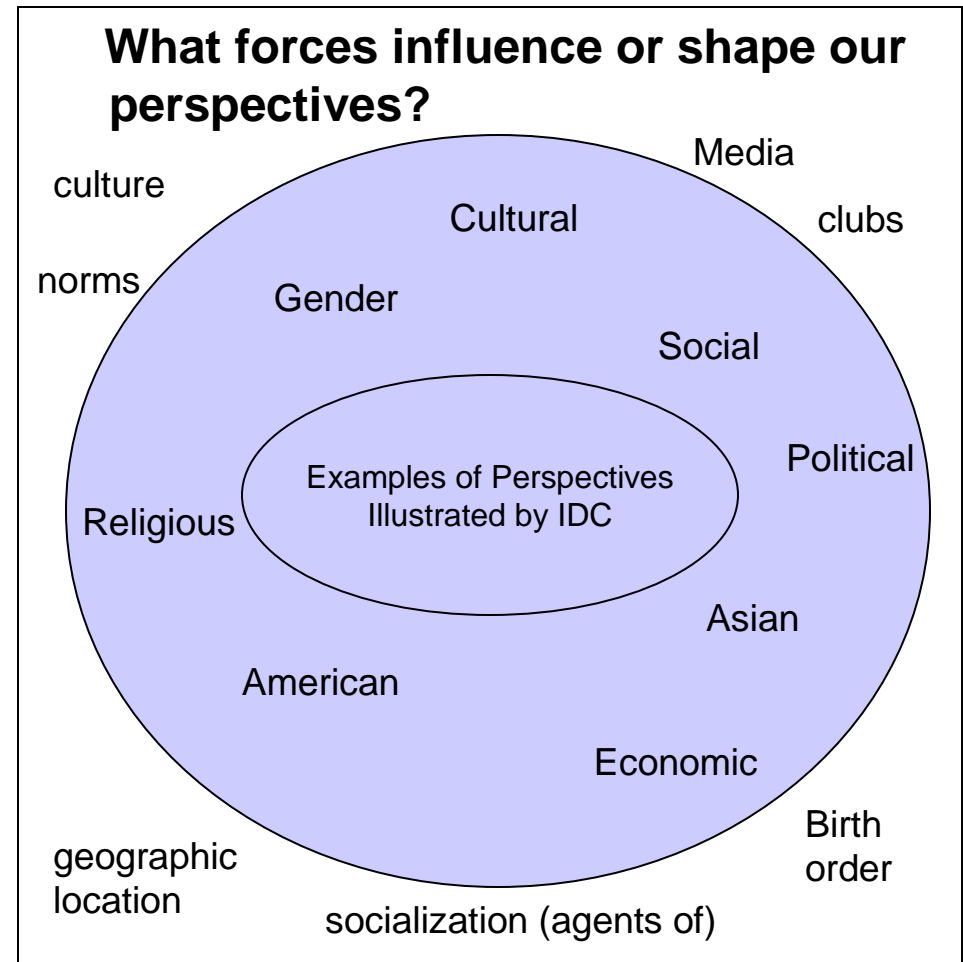 What forces influence or shape our
perspectives?
Media
culture
clubs
Cultural
norms
Gender
Social
Political
Examples of Perspectives
Illustrated by IDC
Religious
Asian
American
Economic
Birth
order
geographic
location
socialization (agents of)